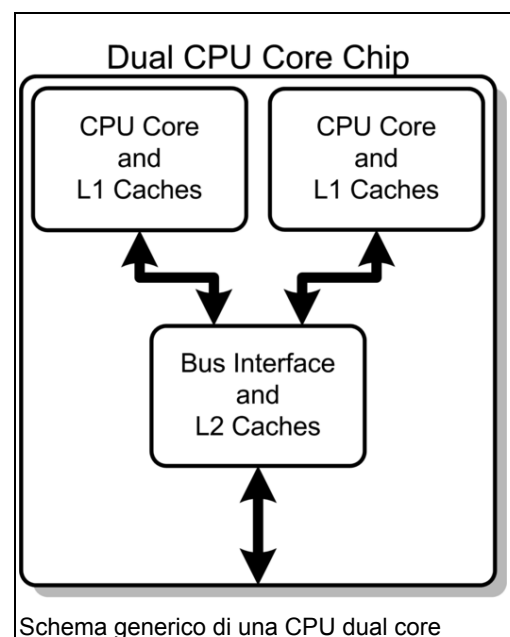 Dual CPU Core Chip
CPU Core
and
L1 Caches
CPU Core
and
L1 Caches
Bus Interface
and
L2 Caches
Schema generico di una CPU dual core